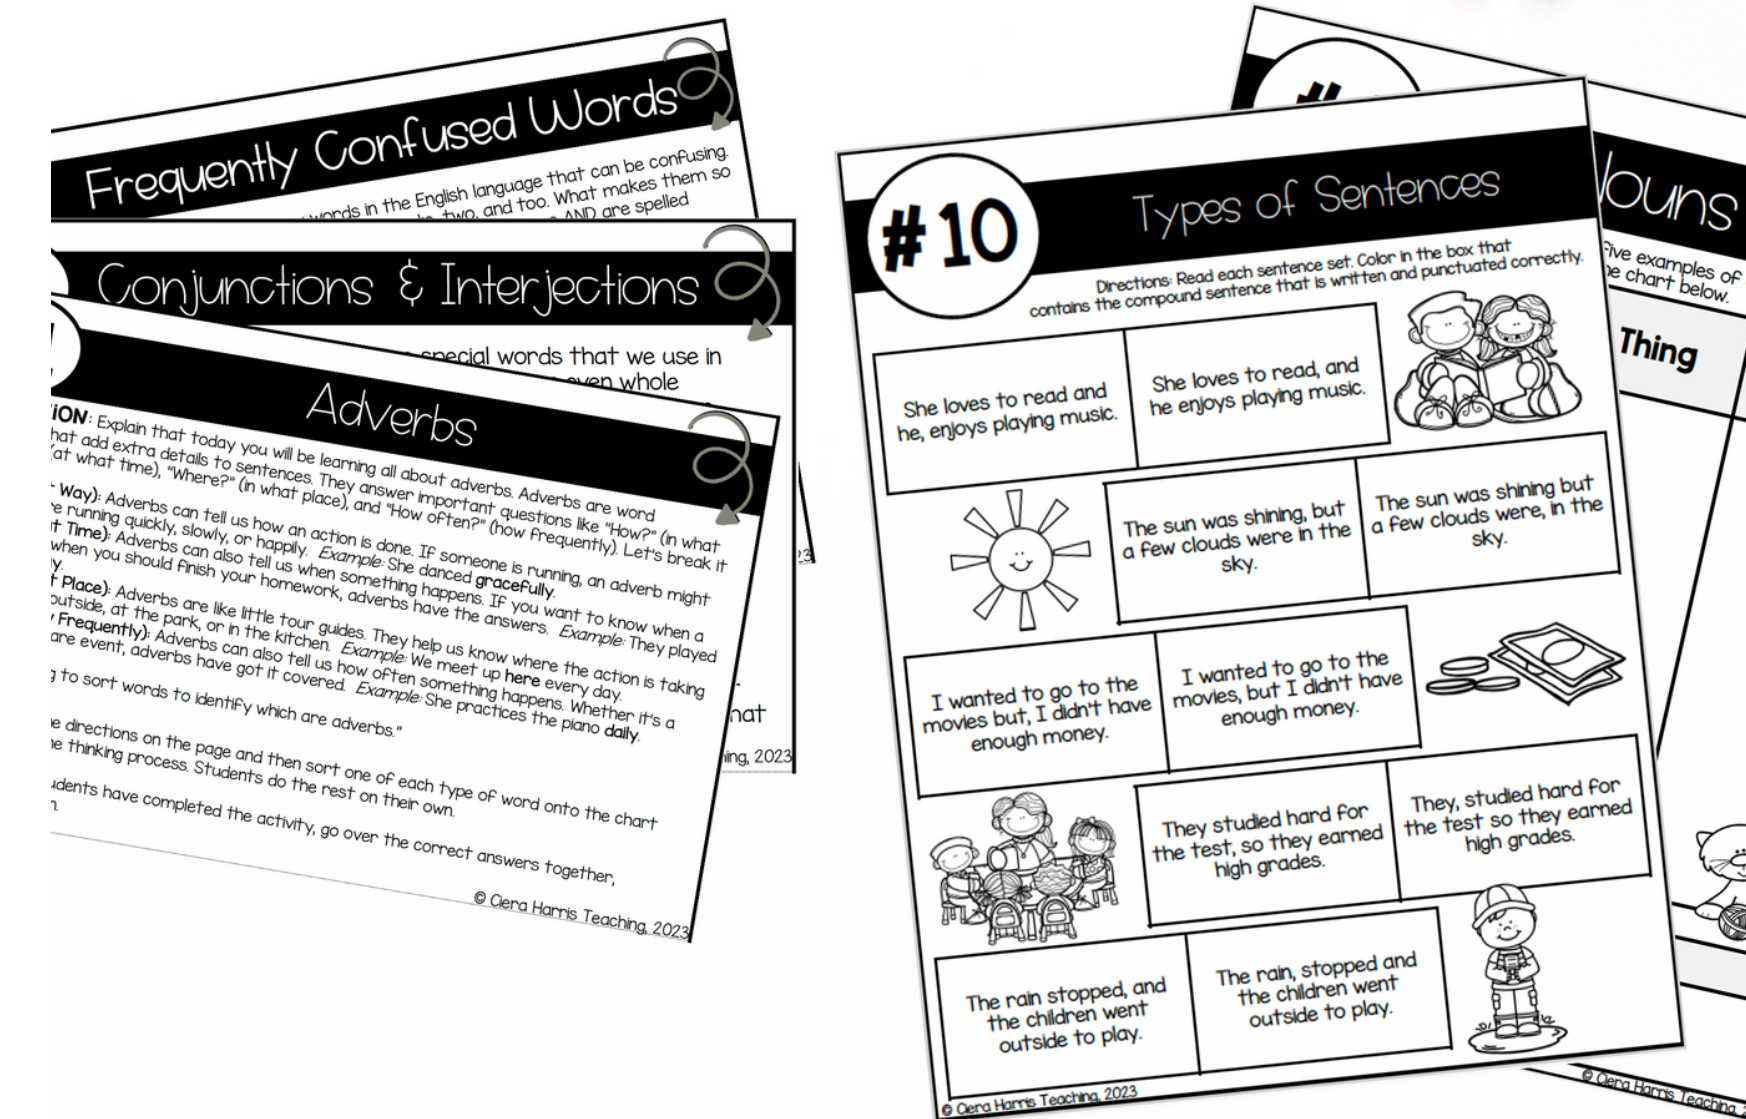 Frequently Confused Words
words in the English language that can be confusing.
two, and too. What makes them so
AND are spelled
Conjunctions & Interjections
special words that we use in
even whole
hat
ing, 2023
Adverbs
ION: Explain that today you will be learning all about adverbs. Adverbs are word
hat add extra details to sentences. They answer important questions like "How?" (in what
(at what time), "Where?" (in what place), and "How often?" (how frequently). Let's break it
Way): Adverbs can tell us how an action is done. If someone is running, an adverb might
e running quickly, slowly, or happily. Example: She danced gracefully.
t Time): Adverbs can also tell us when something happens. If you want to know when a
when you should finish your homework, adverbs have the answers. Example: They played
y.
t Place): Adverbs are like little tour guides. They help us know where the action is taking
outside, at the park, or in the kitchen. Example: We meet up here every day.
Frequently): Adverbs can also tell us how often something happens. Whether it's a
are event, adverbs have got it covered. Example: She practices the piano daily.
g to sort words to identify which are adverbs."
e directions on the page and then sort one of each type of word onto the chart
e thinking process. Students do the rest on their own.
udents have completed the activity, go over the correct answers together,
n.
© Ciera Harris Teaching, 2023
#10
Types of Sentences
Directions: Read each sentence set. Color in the box that
contains the compound sentence that is written and punctuated correctly.
She loves to read and
he, enjoys playing music.
She loves to read, and
he enjoys playing music.
The sun was shining, but
a few clouds were in the
sky.
The sun was shining but
a few clouds were, in the
sky.
I wanted to go to the
movies but, I didn't have
enough money.
I wanted to go to the
movies, but I didn't have
enough money.
They studied hard for
the test, so they earned
high grades.
They, studied hard for
the test so they earned
high grades.
The rain stopped, and
the children went
outside to play.
The rain, stopped and
the children went
outside to play.
© Ciera Harris Teaching, 2023
#
ouns
Five examples of
e chart below.
Thing
© Ciera Harris Teaching,